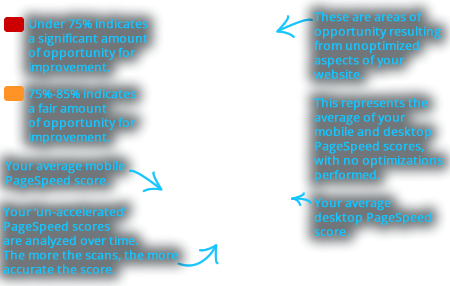 Under 75% indicates
a significant amount
of opportunity for
improvement.
75%-85% indicates
a fair amount
of opportunity for
improvement.
Your average mobile
PageSpeed score.
Your 'un-accelerated'
PageSpeed scores
are analyzed over time.
The more the scans, the more
accurate the score.
These are areas of
opportunity resulting
from unoptimized
aspects of your
website.
This represents the
average of your
mobile and desktop
PageSpeed scores,
with no optimizations
performed.
Your average
desktop PageSpeed
score.